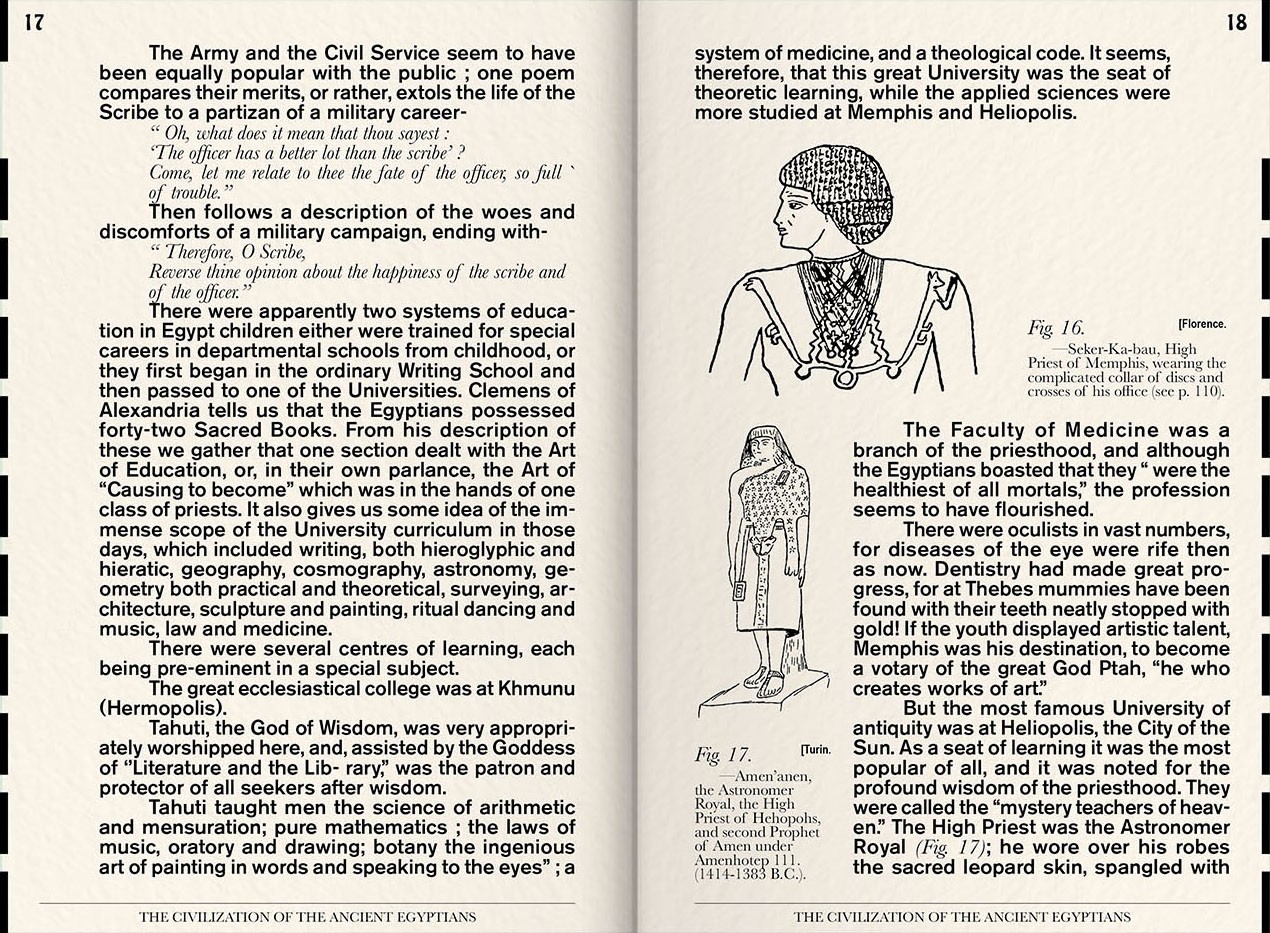 17
The Army and the Civil Service seem to have
been equally popular with the public ; one poem
compares their merits, or rather, extols the life of the
Scribe to a partizan of a military career-
“ Oh, what does it mean that thou sayest :
‘The officer has a better lot than the scribe’ ?
Come, let me relate to thee the fate of the officer, so full `
of trouble.”
Then follows a description of the woes and
discomforts of a military campaign, ending with-
“ Therefore, O Scribe,
Reverse thine opinion about the happiness of the scribe and
of the officer.”
There were apparently two systems of educa-
tion in Egypt children either were trained for special
careers in departmental schools from childhood, or
they first began in the ordinary Writing School and
then passed to one of the Universities. Clemens of
Alexandria tells us that the Egyptians possessed
forty-two Sacred Books. From his description of
these we gather that one section dealt with the Art
of Education, or, in their own parlance, the Art of
“Causing to become” which was in the hands of one
class of priests. It also gives us some idea of the im-
mense scope of the University curriculum in those
days, which included writing, both hieroglyphic and
hieratic, geography, cosmography, astronomy, ge-
ometry both practical and theoretical, surveying, ar-
chitecture, sculpture and painting, ritual dancing and
music, law and medicine.
There were several centres of learning, each
being pre-eminent in a special subject.
The great ecclesiastical college was at Khmunu
(Hermopolis).
Tahuti, the God of Wisdom, was very appropri-
ately worshipped here, and, assisted by the Goddess
of ‘’Literature and the Lib- rary,” was the patron and
protector of all seekers after wisdom.
Tahuti taught men the science of arithmetic
and mensuration; pure mathematics ; the laws of
music, oratory and drawing; botany the ingenious
art of painting in words and speaking to the eyes” ; a
THE CIVILIZATION OF THE ANCIENT EGYPTIANS
18
system of medicine, and a theological code. It seems,
therefore, that this great University was the seat of
theoretic learning, while the applied sciences were
more studied at Memphis and Heliopolis.
Fig. 16. [Florence.
—Seker-Ka-bau, High
Priest of Memphis, wearing the
complicated collar of discs and
crosses of his office (see p. 110).
The Faculty of Medicine was a
branch of the priesthood, and although
the Egyptians boasted that they “ were the
healthiest of all mortals,” the profession
seems to have flourished.
There were oculists in vast numbers,
for diseases of the eye were rife then
as now. Dentistry had made great pro-
gress, for at Thebes mummies have been
found with their teeth neatly stopped with
gold! If the youth displayed artistic talent,
Memphis was his destination, to become
a votary of the great God Ptah, “he who
creates works of art.”
But the most famous University of
antiquity was at Heliopolis, the City of the
Sun. As a seat of learning it was the most
popular of all, and it was noted for the
profound wisdom of the priesthood. They
were called the “mystery teachers of heav-
en.” The High Priest was the Astronomer
Royal (Fig. 17); he wore over his robes
the sacred leopard skin, spangled with
Fig. 17. [Turin.
—Amen’anen,
the Astronomer
Royal, the High
Priest of Hehopohs,
and second Prophet
of Amen under
Amenhotep 111.
(1414-1383 B.C.).
THE CIVILIZATION OF THE ANCIENT EGYPTIANS